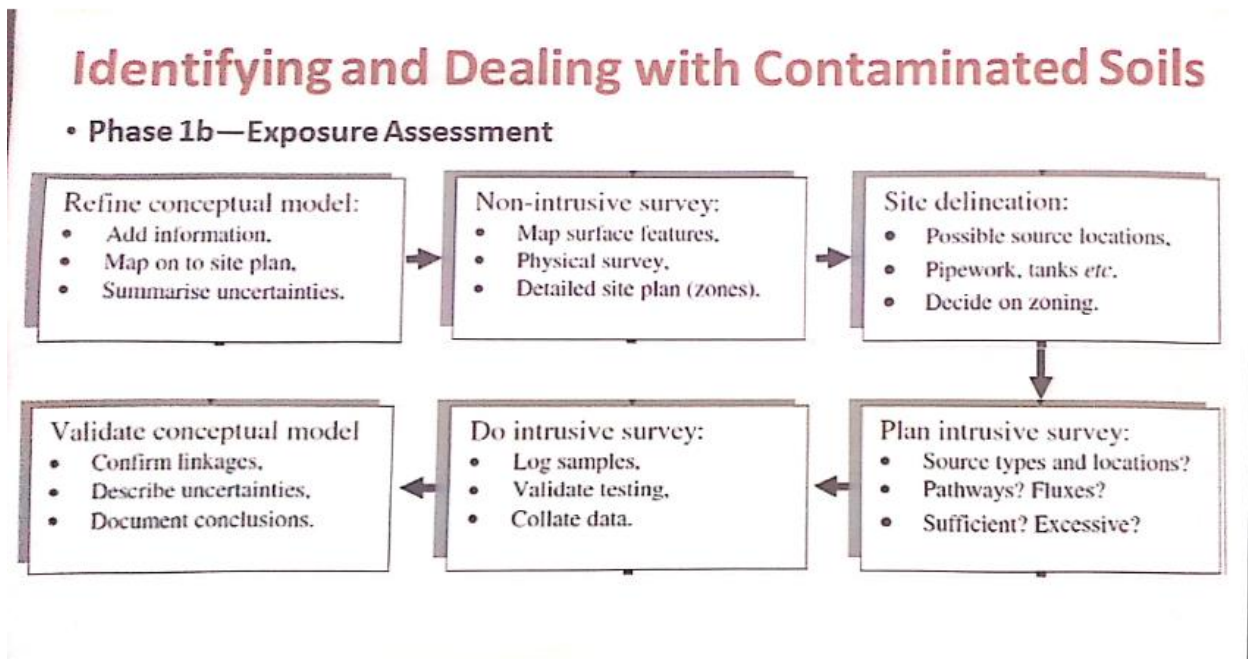 Identifying and Dealing with Contaminated Soils
• Phase 1b—Exposure Assessment
Refine conceptual model:
• Add information,
• Map on to site plan,
• Summarise uncertainties.
Non-intrusive survey:
• Map surface features,
• Physical survey,
• Detailed site plan (zones).
Site delineation:
• Possible source locations,
• Pipework, tanks etc.
• Decide on zoning.
Plan intrusive survey:
• Source types and locations?
• Pathways? Fluxes?
• Sufficient? Excessive?
Do intrusive survey:
• Log samples,
• Validate testing,
• Collate data.
Validate conceptual model
• Confirm linkages,
• Describe uncertainties,
• Document conclusions.